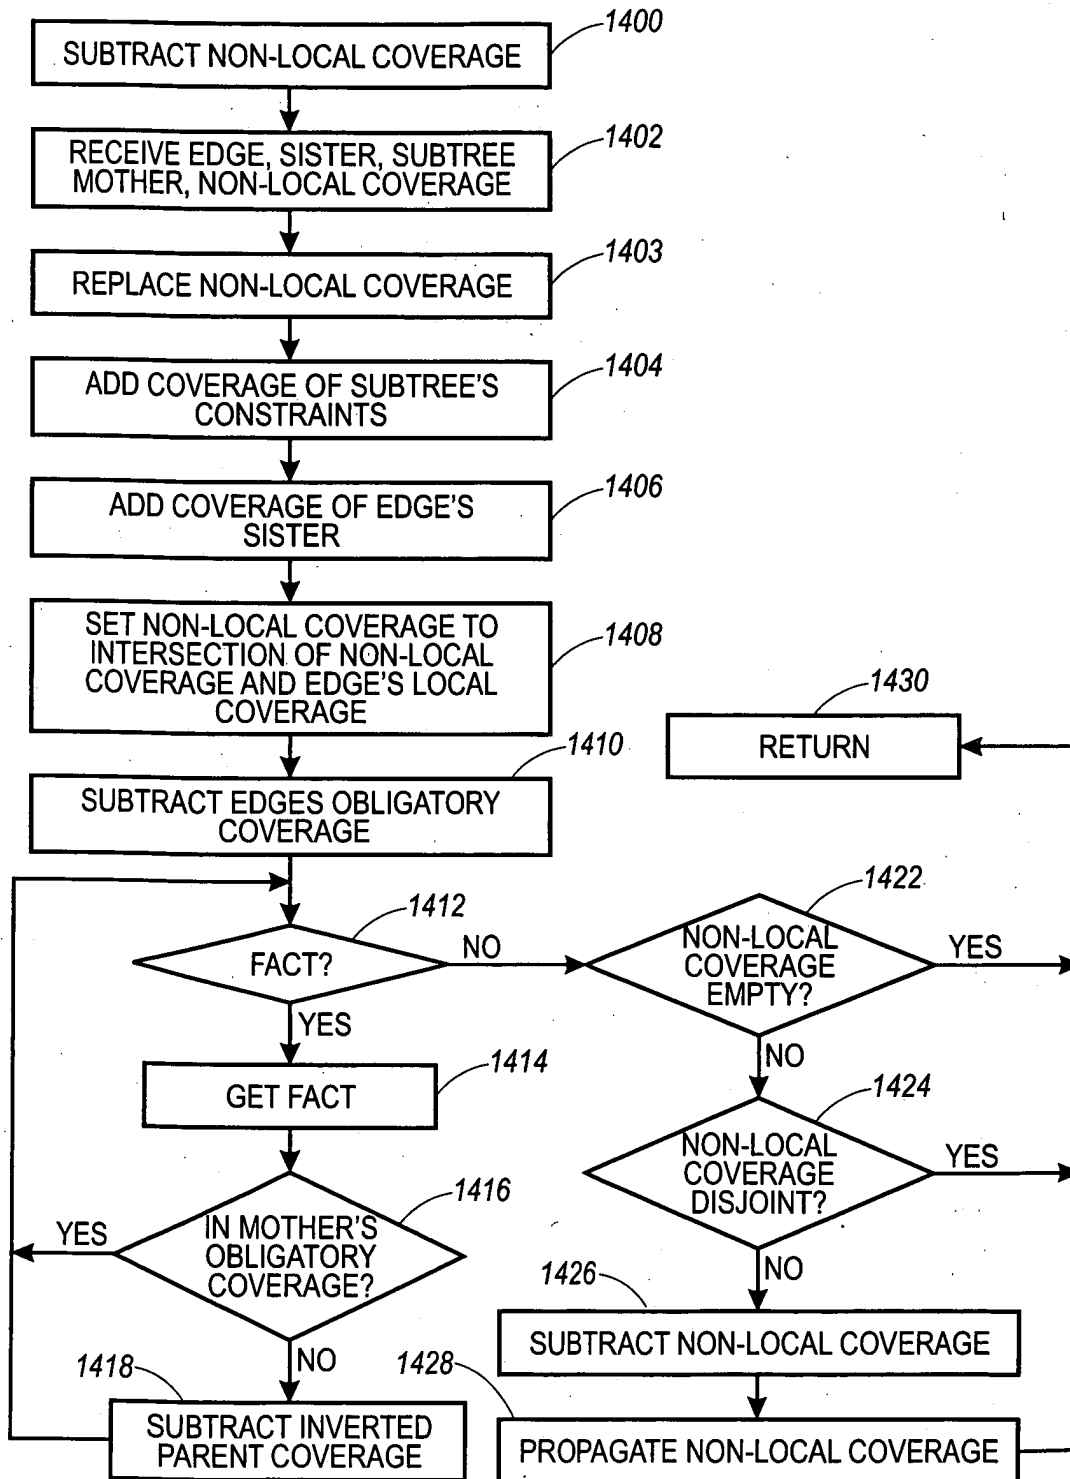 1400
SUBTRACT NON-LOCAL COVERAGE
1402
RECEIVE EDGE, SISTER, SUBTREE
MOTHER, NON-LOCAL COVERAGE
1403
REPLACE NON-LOCAL COVERAGE
1404
ADD COVERAGE OF SUBTREE'S
CONSTRAINTS
1406
ADD COVERAGE OF EDGE'S
SISTER
1408
SET NON-LOCAL COVERAGE TO
INTERSECTION OF NON-LOCAL
COVERAGE AND EDGE'S LOCAL
COVERAGE
1430
RETURN
1410
SUBTRACT EDGES OBLIGATORY
COVERAGE
1412
FACT?
NO
YES
1414
GET FACT
1416
IN MOTHER'S
OBLIGATORY
COVERAGE?
YES
NO
1418
SUBTRACT INVERTED
PARENT COVERAGE
1422
NON-LOCAL
COVERAGE
EMPTY?
YES
NO
1424
NON-LOCAL
COVERAGE
DISJOINT?
YES
NO
1426
SUBTRACT NON-LOCAL COVERAGE
1428
PROPAGATE NON-LOCAL COVERAGE